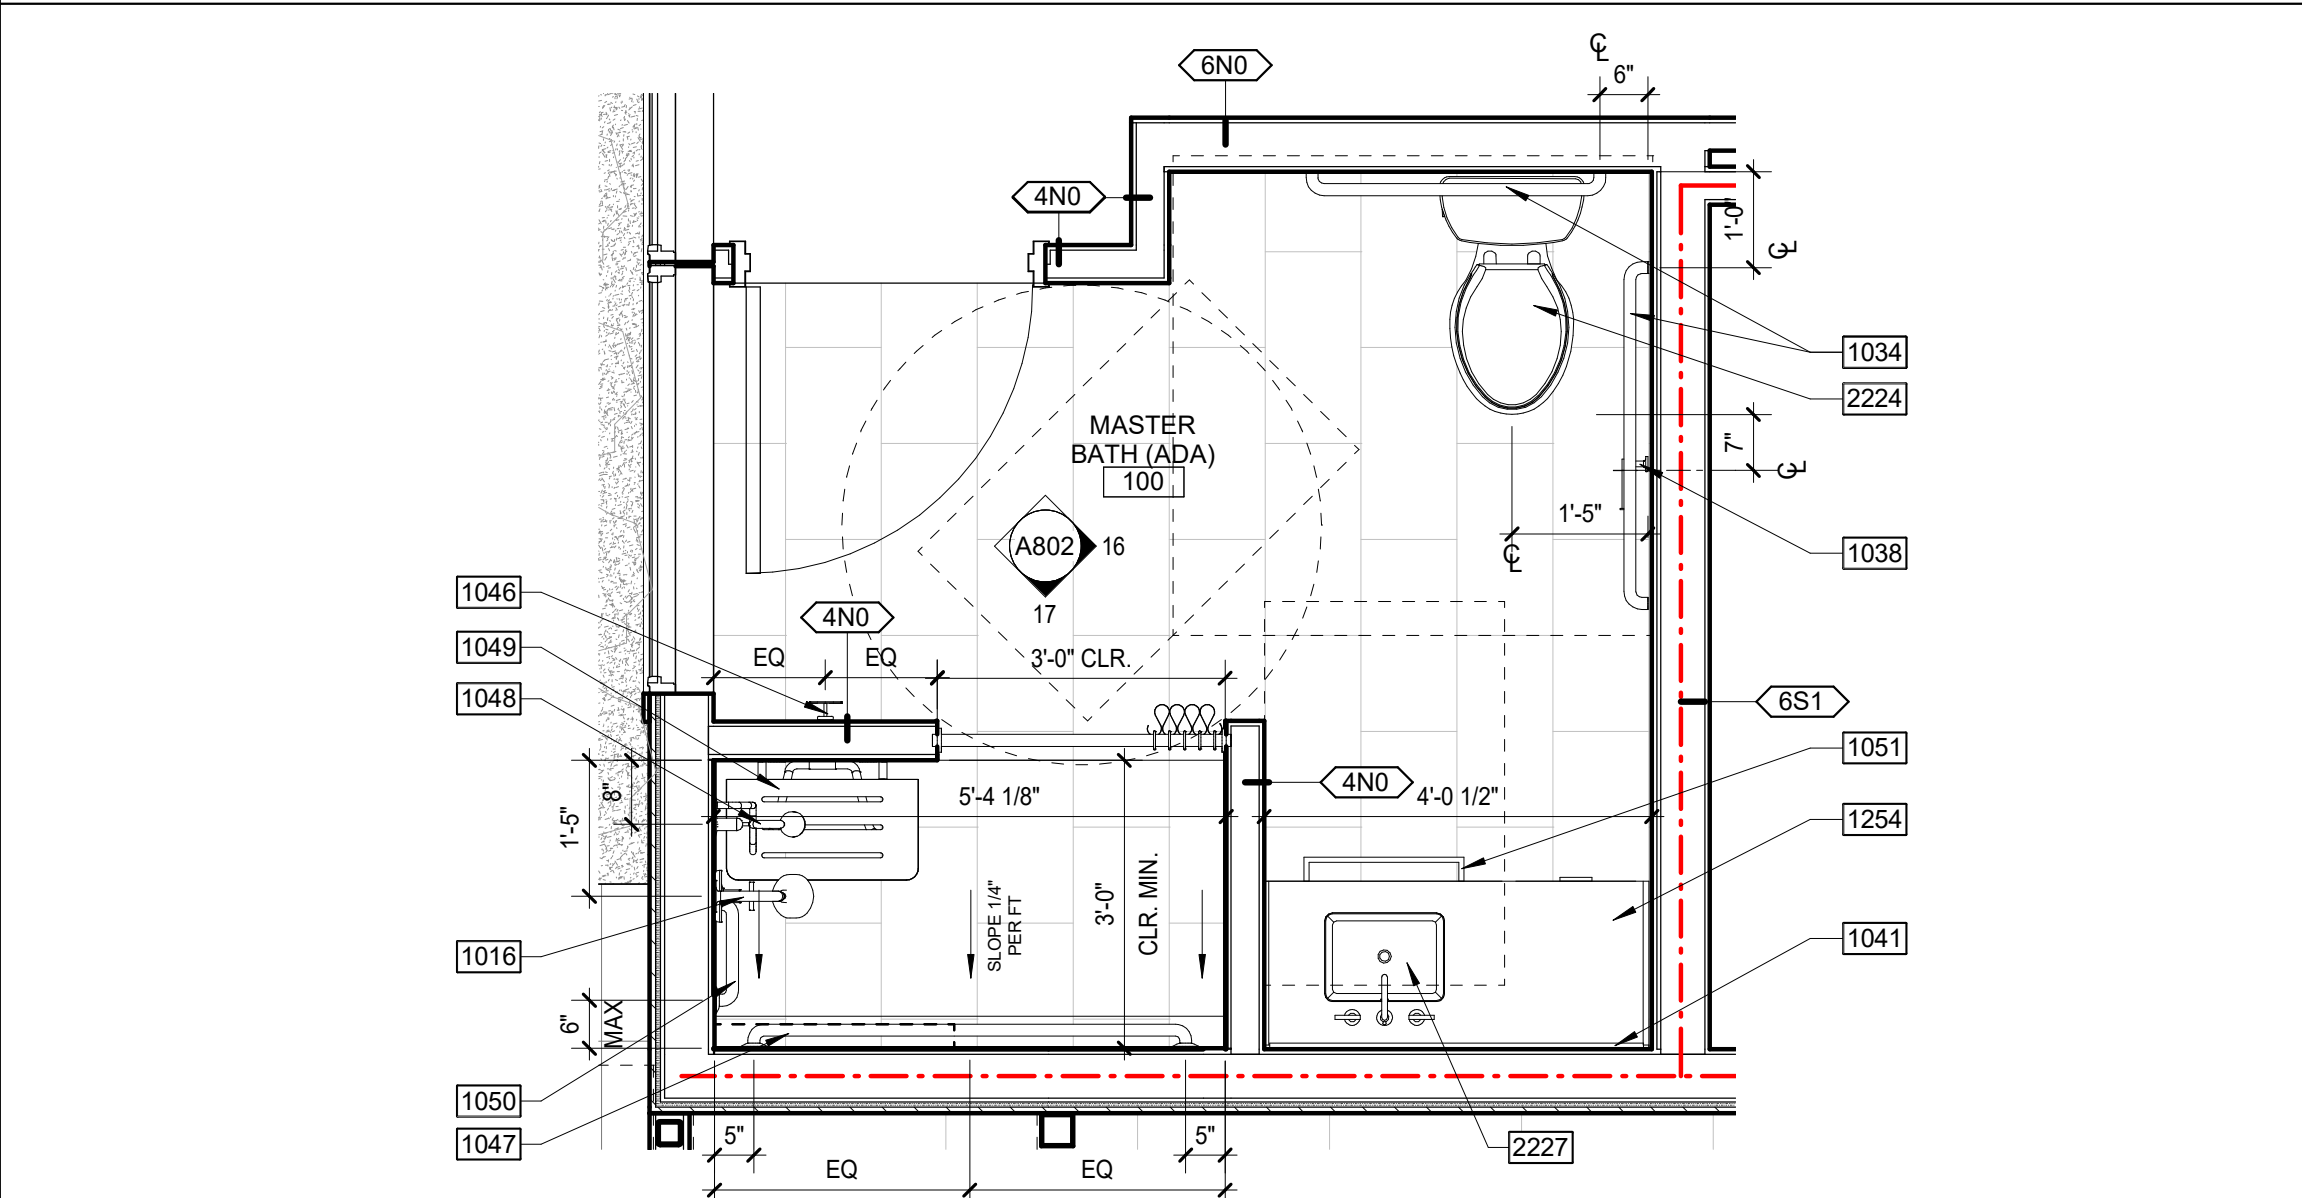 ℄
6"
6N0
4N0
1'-0"
℄
1034
2224
MASTER
BATH (ADA)
100
7"
℄
1'-5"
℄
A802
16
17
1038
1046
4N0
1049
EQ
EQ
3'-0" CLR.
1048
6S1
1051
8"
1'-5"
5'-4 1/8"
4N0
4'-0 1/2"
1254
SLOPE 1/4"
PER FT
3'-0"
CLR. MIN.
1016
1041
6"
MAX
1050
1047
5"
5"
2227
EQ
EQ